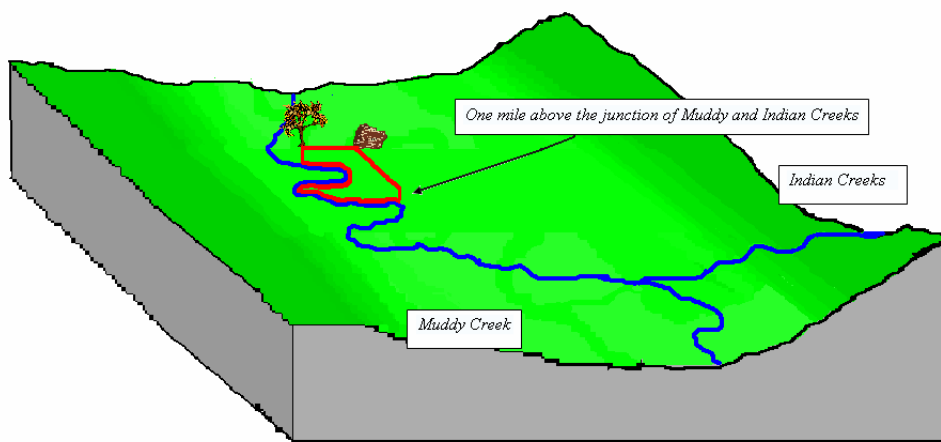 One mile above the junction of Muddy and Indian Creeks
Indian Creeks
Muddy Creek